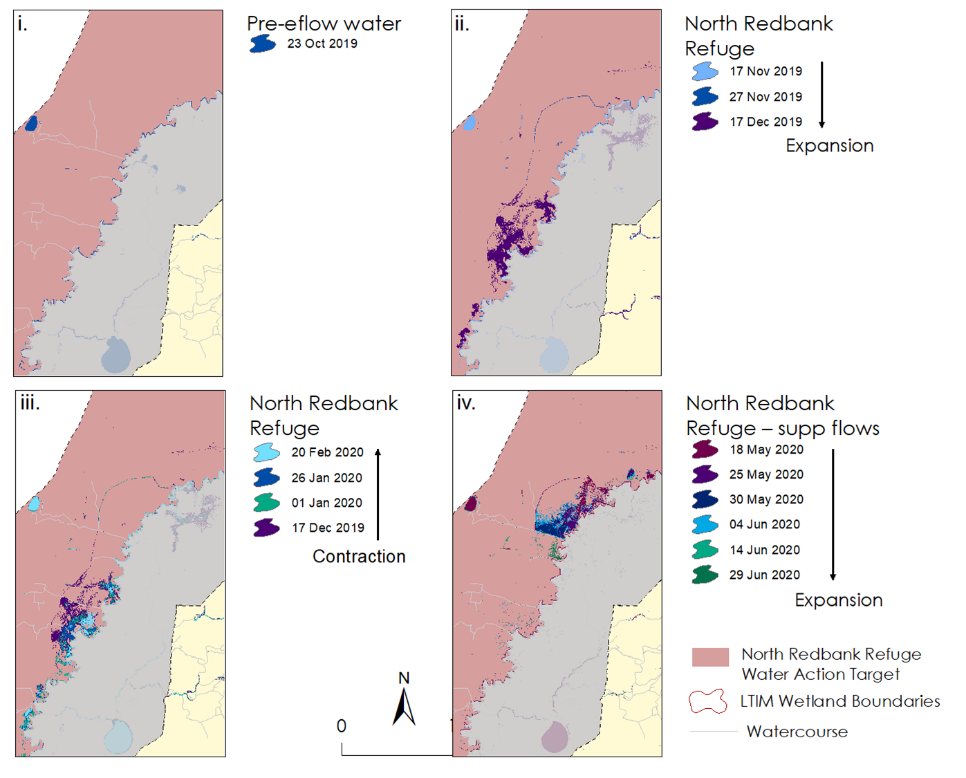 i.
Pre-eflow water
23 Oct 2019
ii.
North Redbank
Refuge
17 Nov 2019
27 Nov 2019
17 Dec 2019
Expansion
iii.
North Redbank
Refuge
20 Feb 2020
26 Jan 2020
01 Jan 2020
17 Dec 2019
Contraction
N
0
iv.
North Redbank
Refuge – supp flows
18 May 2020
25 May 2020
30 May 2020
04 Jun 2020
14 Jun 2020
29 Jun 2020
Expansion
North Redbank Refuge
Water Action Target
LTIM Wetland Boundaries
Watercourse